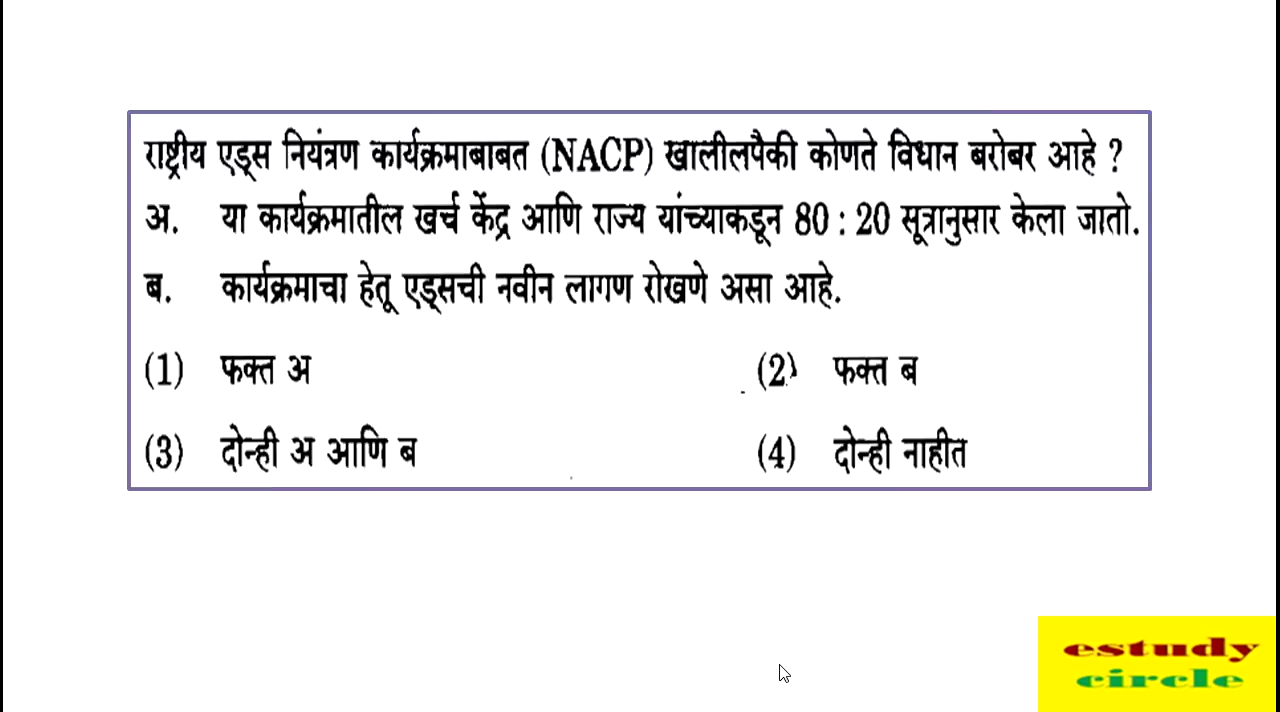 राष्ट्रीय एड्स नियंत्रण कार्यक्रमाबाबत (NACP) खालीलपैकी कोणते विधान बरोबर आहे ?
अ. या कार्यक्रमातील खर्च केंद्र आणि राज्य यांच्याकडून 80 : 20 सूत्रानुसार केला जातो.
ब. कार्यक्रमाचा हेतू एड्सची नवीन लागण रोखणे असा आहे.
(1) फक्त अ (2) फक्त ब
(3) दोन्ही अ आणि ब (4) दोन्ही नाहीत
estudy
circle